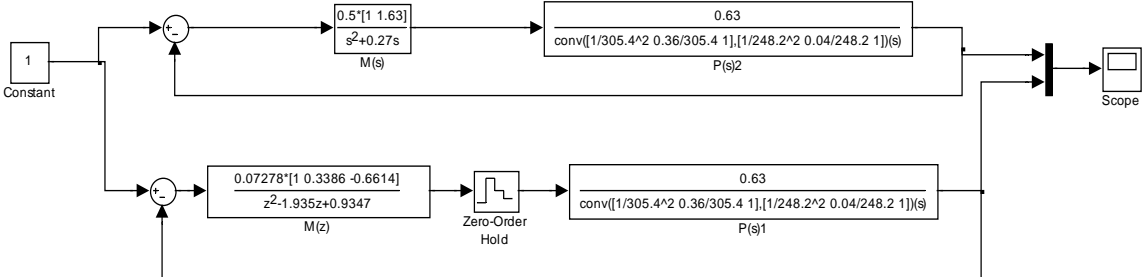 0.5*[1 1.63]
s^2+0.27s
M(s)
0.63
conv([1/305.4^2 0.36/305.4 1],[1/248.2^2 0.04/248.2 1])(s)
P(s)2
1
Constant
Scope
0.07278*[1 0.3386 -0.6614]
z^2-1.935z+0.9347
M(z)
Zero-Order
Hold
0.63
conv([1/305.4^2 0.36/305.4 1],[1/248.2^2 0.04/248.2 1])(s)
P(s)1